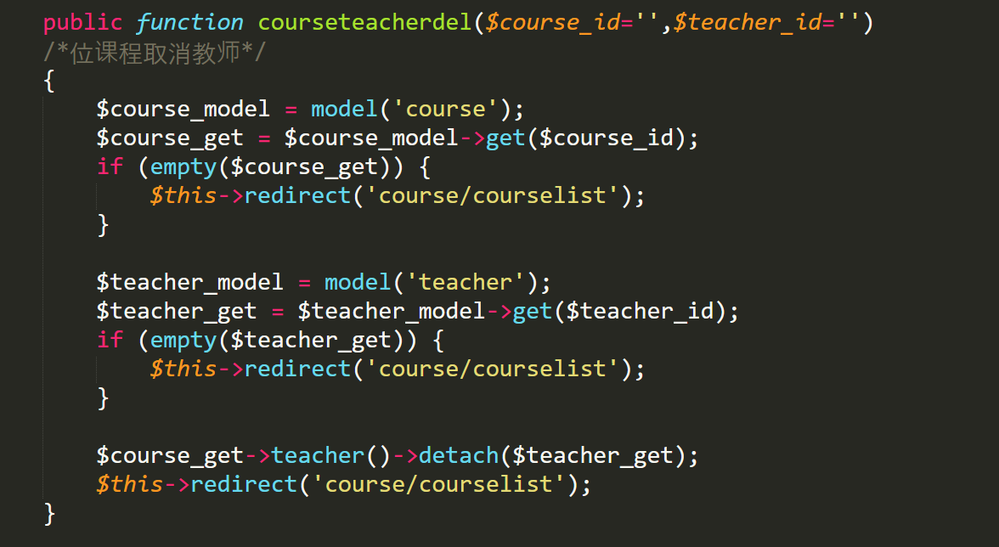 public function courseteacherdel($course_id='',$teacher_id='')
/*位课程取消教师*/
{
    $course_model = model('course');
    $course_get = $course_model->get($course_id);
    if (empty($course_get)) {
        $this->redirect('course/courselist');
    }

    $teacher_model = model('teacher');
    $teacher_get = $teacher_model->get($teacher_id);
    if (empty($teacher_get)) {
        $this->redirect('course/courselist');
    }

    $course_get->teacher()->detach($teacher_get);
    $this->redirect('course/courselist');
}